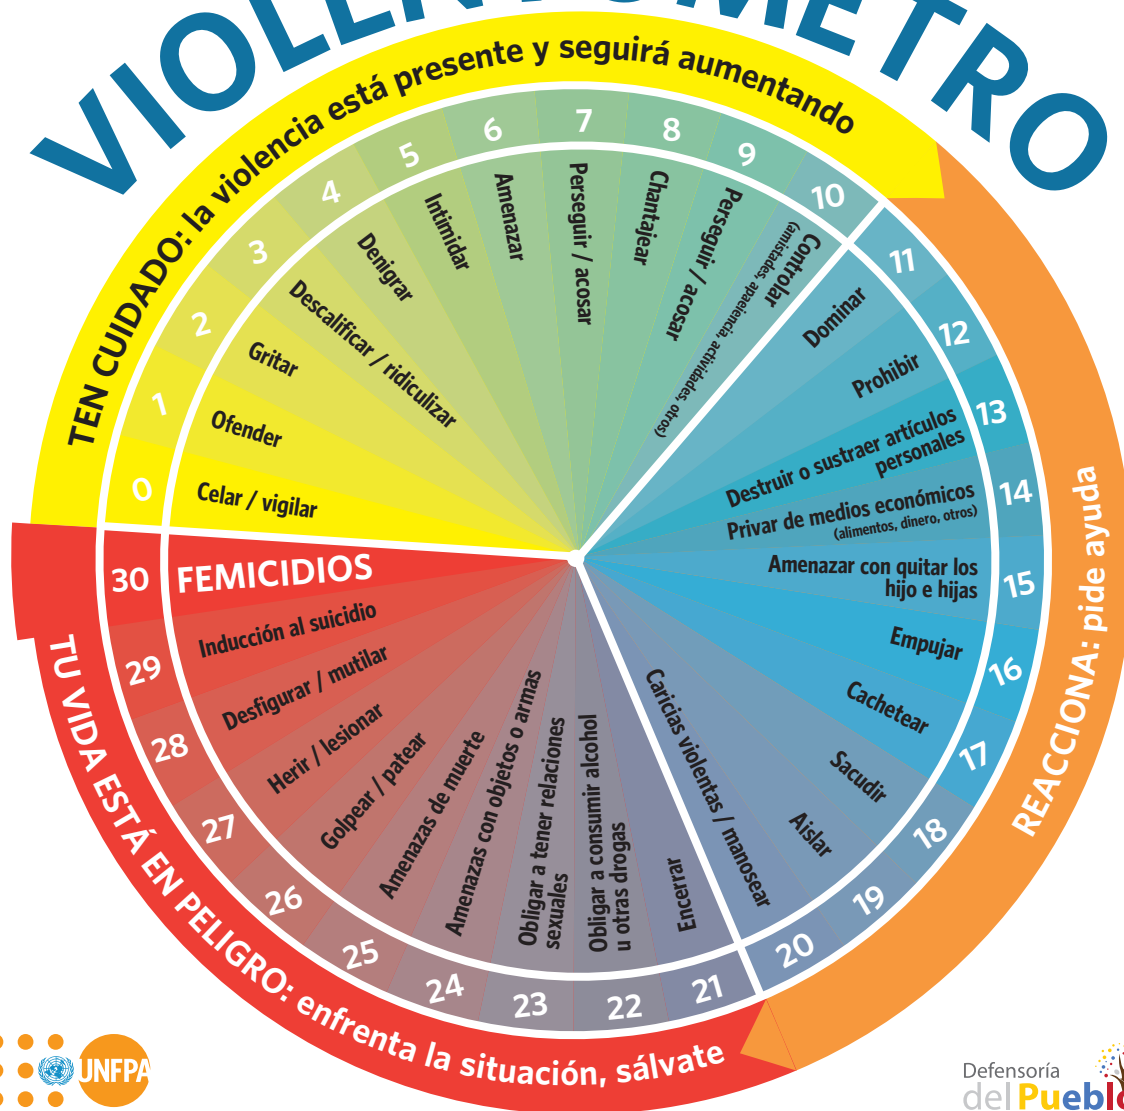 VIOLENTÓMETRO
TEN CUIDADO: la violencia está presente y seguirá aumentando
0
Celar / vigilar
1
Ofender
2
Gritar
3
Descalificar / ridiculizar
4
Denigrar
5
Intimidar
6
Amenazar
7
Perseguir / acosar
8
Chantajear
9
Perseguir / acosar
10
Controlar
(amistades, apaeiencia, actividades, otros)
REACCIONA: pide ayuda
11
Dominar
12
Prohibir
13
Destruir o sustraer artículos
personales
14
Privar de medios económicos
(alimentos, dinero, otros)
15
Amenazar con quitar los
hijo e hijas
16
Empujar
17
Cachetear
18
Sacudir
19
Aislar
20
Caricias violentas / manosear
TU VIDA ESTÁ EN PELIGRO: enfrenta la situación, sálvate
21
Encerrar
22
Obligar a consumir alcohol
u otras drogas
23
Obligar a tener relaciones
sexuales
24
Amenazas con objetos o armas
25
Amenazas de muerte
26
Golpear / patear
27
Herir / lesionar
28
Desfigurar / mutilar
29
Inducción al suicidio
30
FEMICIDIOS
UNFPA
Defensoría
del Pueblo